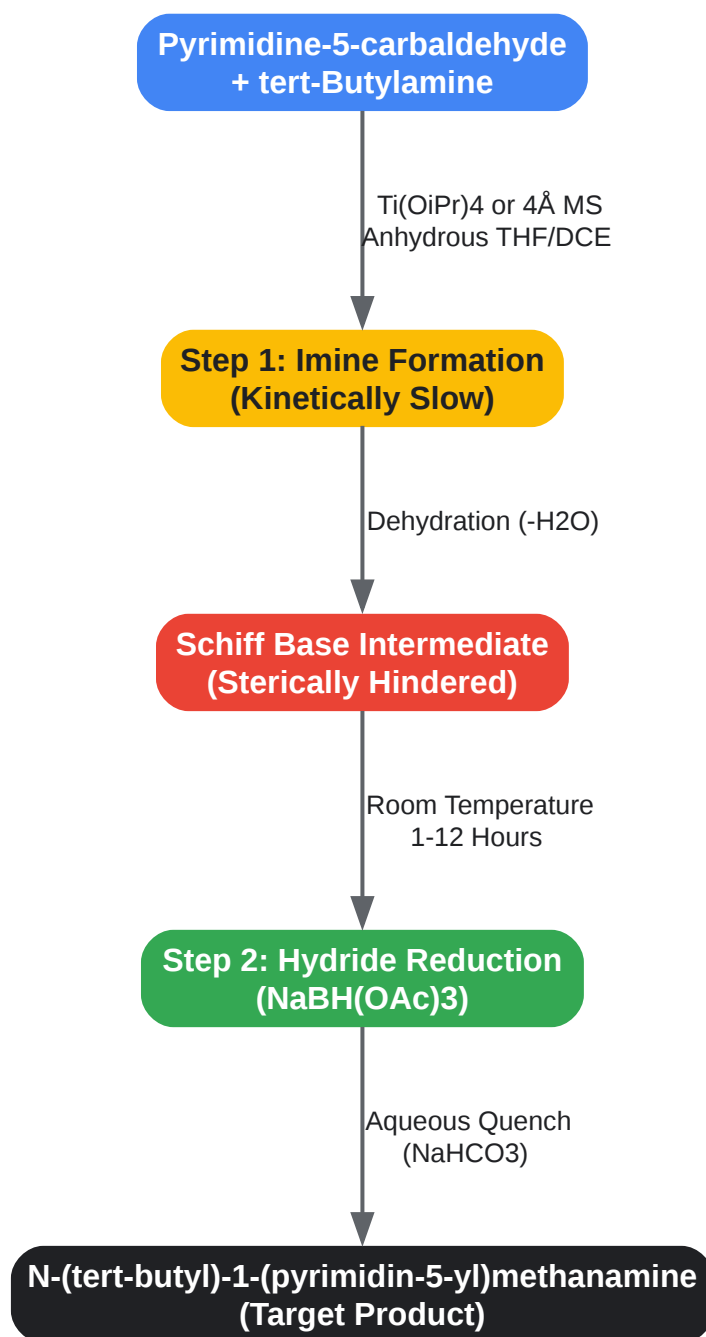 Pyrimidine-5-carbaldehyde
+ tert-Butylamine
Ti(OiPr)4 or 4Å MS
Anhydrous THF/DCE
Step 1: Imine Formation
(Kinetically Slow)
Dehydration (-H2O)
Schiff Base Intermediate
(Sterically Hindered)
Room Temperature
1-12 Hours
Step 2: Hydride Reduction
(NaBH(OAc)3)
Aqueous Quench
(NaHCO3)
N-(tert-butyl)-1-(pyrimidin-5-yl)methanamine
(Target Product)